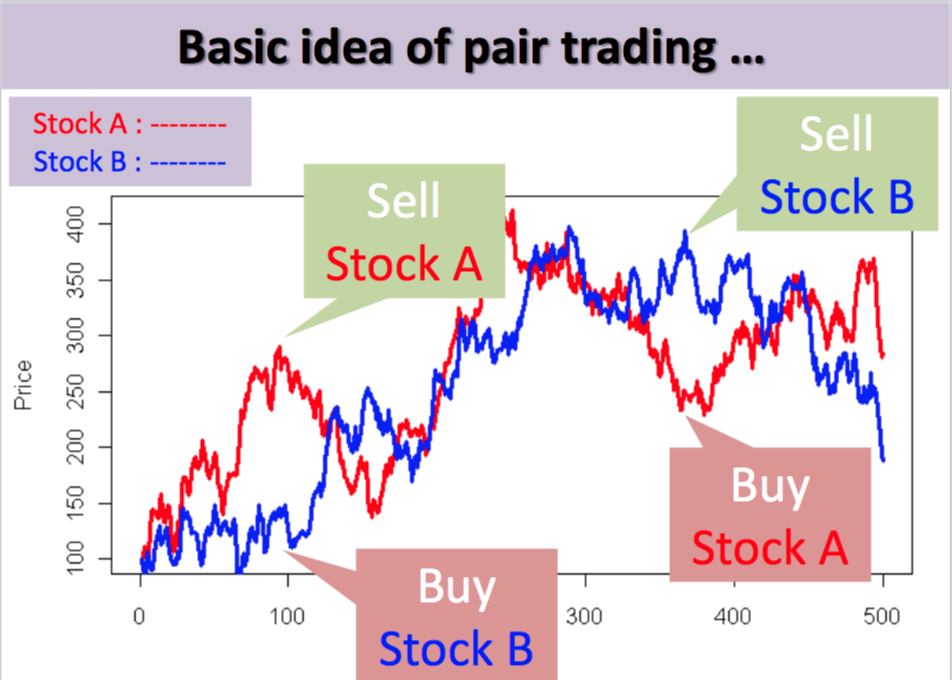 Basic idea of pair trading ...
Stock A : --------
Stock B : --------
Sell
Stock A
Sell
Stock B
Buy
Stock A
Buy
Stock B
Price
400
350
300
250
200
150
100
0
100
300
400
500